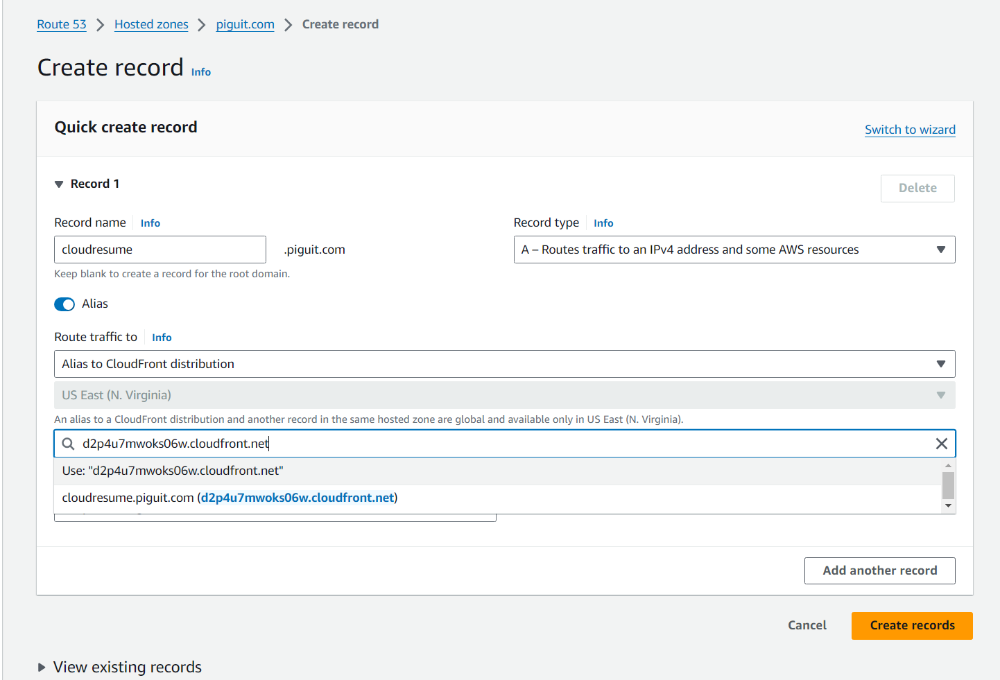 Route 53 > Hosted zones > piguit.com > Create record
Create record Info
Quick create record
Switch to wizard
Record 1
Delete
Record name Info
Record type Info
cloudresume .piguit.com
A – Routes traffic to an IPv4 address and some AWS resources
Keep blank to create a record for the root domain.
Alias
Route traffic to Info
Alias to CloudFront distribution
US East (N. Virginia)
An alias to a CloudFront distribution and another record in the same hosted zone are global and available only in US East (N. Virginia).
d2p4u7mwoks06w.cloudfront.net
Use: "d2p4u7mwoks06w.cloudfront.net"
cloudresume.piguit.com (d2p4u7mwoks06w.cloudfront.net)
Add another record
Cancel
Create records
View existing records